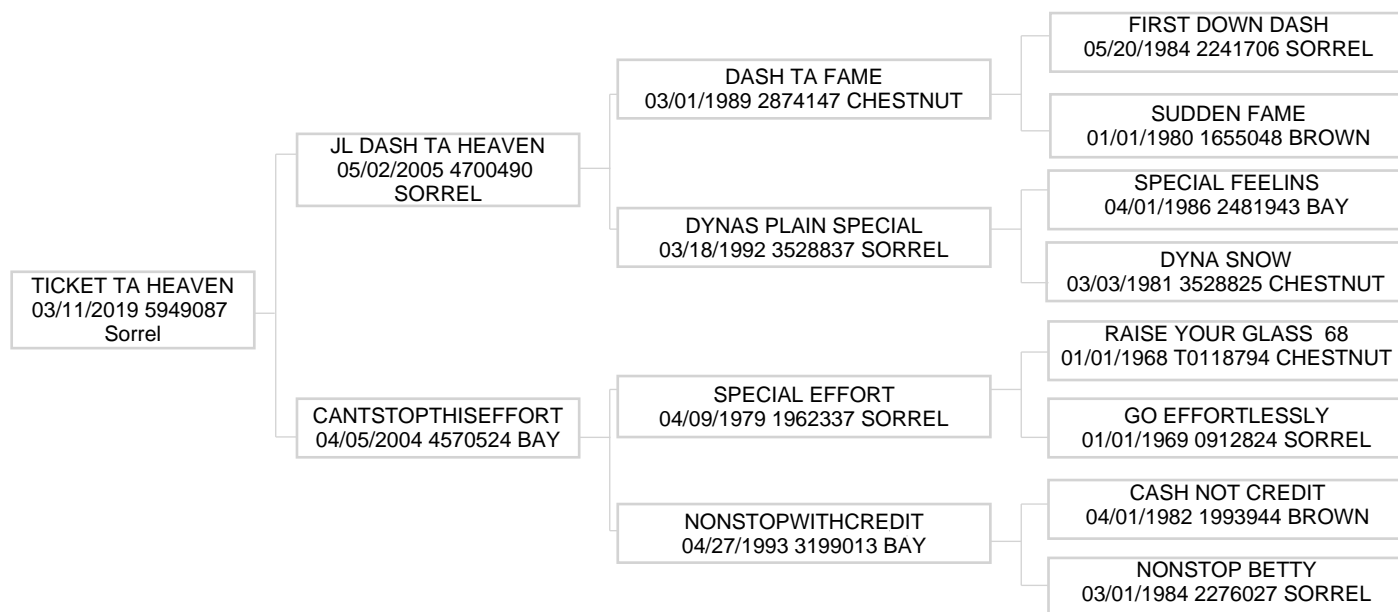 TICKET TA HEAVEN
03/11/2019 5949087
Sorrel
JL DASH TA HEAVEN
05/02/2005 4700490
SORREL
CANTSTOPTHISEFFORT
04/05/2004 4570524 BAY
DASH TA FAME
03/01/1989 2874147 CHESTNUT
DYNAS PLAIN SPECIAL
03/18/1992 3528837 SORREL
SPECIAL EFFORT
04/09/1979 1962337 SORREL
NONSTOPWITHCREDIT
04/27/1993 3199013 BAY
FIRST DOWN DASH
05/20/1984 2241706 SORREL
SUDDEN FAME
01/01/1980 1655048 BROWN
SPECIAL FEELINS
04/01/1986 2481943 BAY
DYNA SNOW
03/03/1981 3528825 CHESTNUT
RAISE YOUR GLASS  68
01/01/1968 T0118794 CHESTNUT
GO EFFORTLESSLY
01/01/1969 0912824 SORREL
CASH NOT CREDIT
04/01/1982 1993944 BROWN
NONSTOP BETTY
03/01/1984 2276027 SORREL